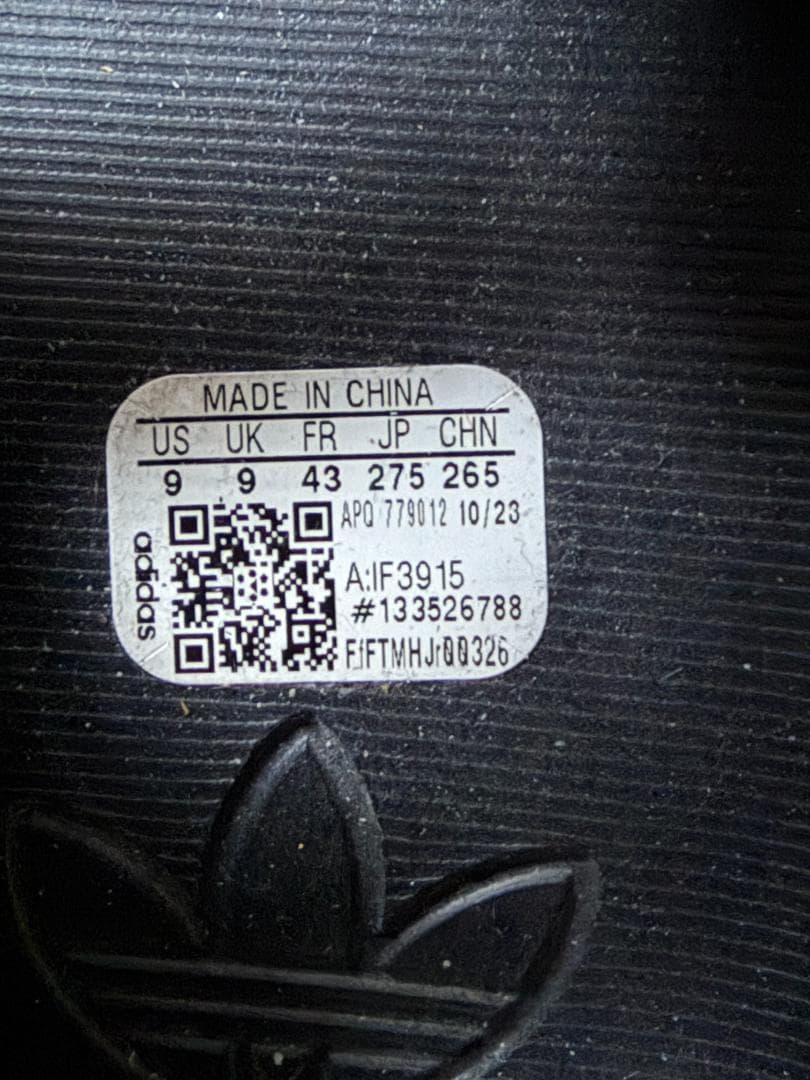 MADE IN CHINA
US UK FR JP CHN
9 9 43 275 265
APQ 779012 10/23
A:IF3915
#133526788
adidas